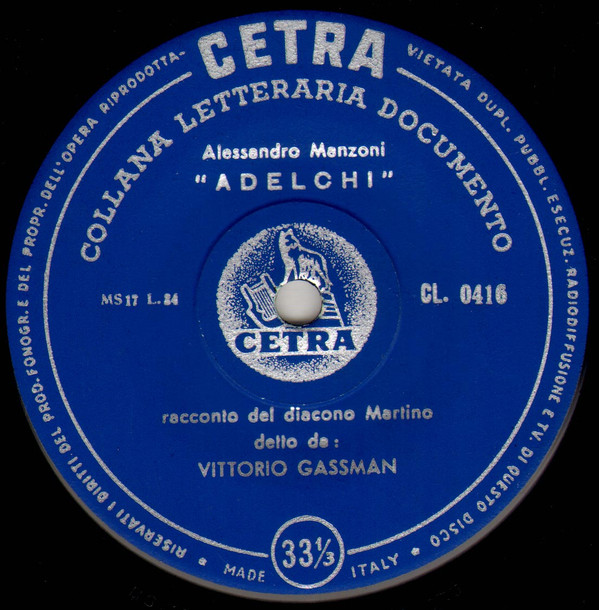 CETRA
COLLANA LETTERARIA DOCUMENTO
Alessandro Manzoni
"ADELCHI"
MS 17 L. 24
CL. 0416
CETRA
racconto del diacono Martino
detto da:
VITTORIO GASSMAN
33⅓
MADE ITALY
RISERVATI I DIRITTI DEL PROD. FONOGR. E DEL PROPR. DELL'OPERA RIPRODOTTA-
VIETATA DUPL. PUBBL. ESECUZ. RADIODIFFUSIONE E TV. DI QUESTO DISCO